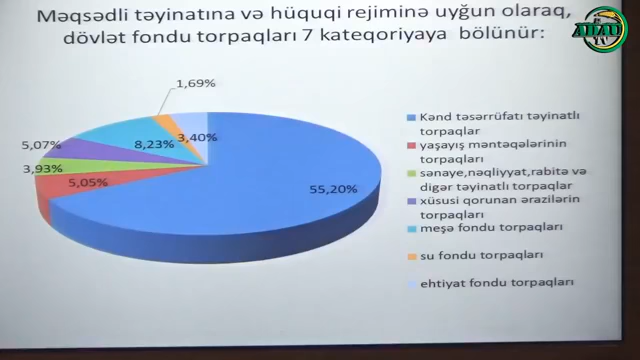 Məqsədli təyinatına və hüquqi rejiminə uyğun olaraq,
dövlət fondu torpaqları 7 kateqoriyaya bölünür:
ADAU
TV
1,69%
5,07%
8,23%
3,40%
3,93%
5,05%
55,20%
Kənd təsərrüfatı təyinatlı
torpaqlar
yaşayış məntəqələrinin
torpaqları
sənaye,nəqliyyat,rabitə və
digər təyinatlı torpaqlar
xüsusi qorunan ərazilərin
torpaqları
meşə fondu torpaqları
su fondu torpaqları
ehtiyat fondu torpaqları